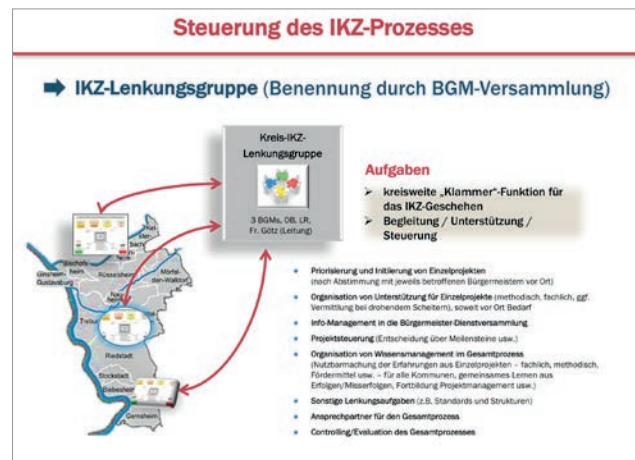 Steuerung des IKZ-Prozesses
IKZ-Lenkungsgruppe (Benennung durch BGM-Versammlung)
Kreis-IKZ-
Lenkungsgruppe
3 BGMs, OB, LR,
Fr. Götz (Leitung)
Aufgaben
➢ kreisweite „Klammer“-Funktion für
das IKZ-Geschehen
➢ Begleitung / Unterstützung /
Steuerung
Bischofs-
heim
Ginsheim-
Gustavsburg
Rüsselsheim
Mörfel-
den-Walldorf
Riedstadt
Stockstadt
Biebesheim
Gernsheim
• Priorisierung und Initiierung von Einzelprojekten
(nach Abstimmung mit jeweils betroffenen Bürgermeistern vor Ort)
• Organisation von Unterstützung für Einzelprojekte (methodisch, fachlich, ggf.
Vermittlung bei drohendem Scheitern), soweit vor Ort Bedarf
• Info-Management in die Bürgermeister-Dienstversammlung
• Projektsteuerung (Entscheidung über Meilensteine usw.)
• Organisation von Wissensmanagement im Gesamtprozess
(Nutzbarmachung der Erfahrungen aus Einzelprojekten – fachlich, methodisch,
Fördermittel usw. – für alle Kommunen, gemeinsames Lernen aus
Erfolgen/Misserfolgen, Fortbildung Projektmanagement usw.)
• Sonstige Lenkungsaufgaben (z.B. Standards und Strukturen)
• Ansprechpartner für den Gesamtprozess
• Controlling/Evaluation des Gesamtprozesses